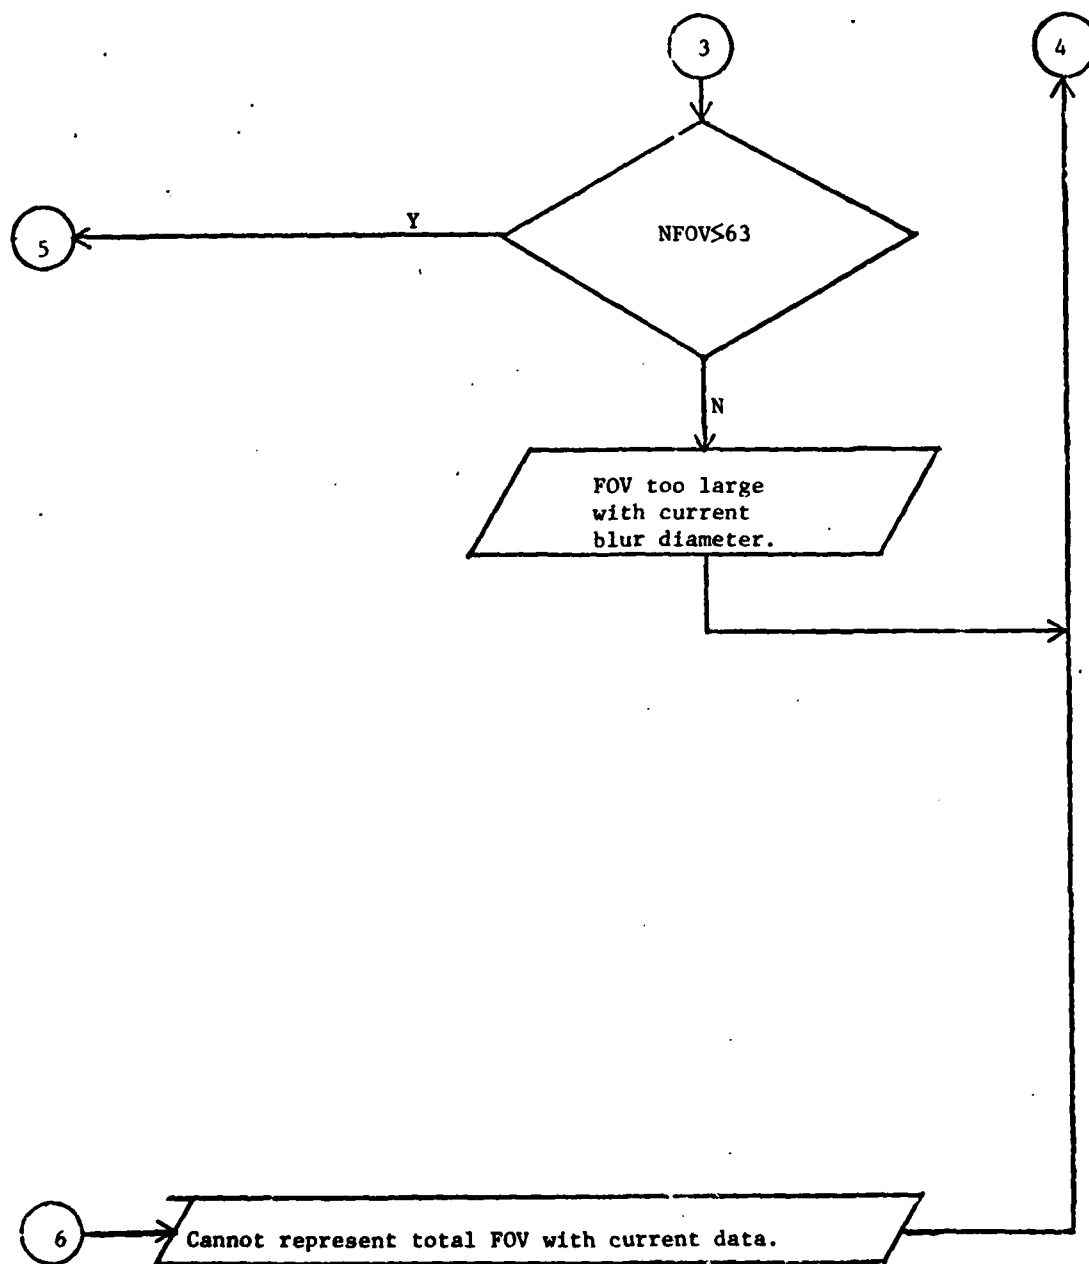 3
4
NFOV≤63
Y
5
N
FOV too large
with current
blur diameter.
6
Cannot represent total FOV with current data.